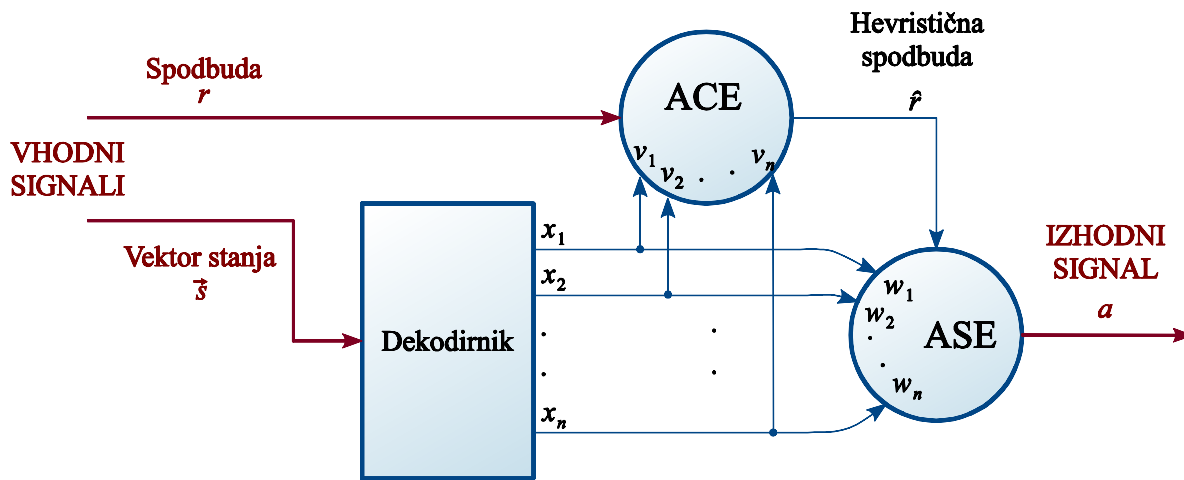 Hevristična
spodbuda
r̂
Spodbuda
r
ACE
v₁
v₂ . .
vₙ
VHODNI
SIGNALI
Vektor stanja
s⃗
Dekodirnik
x₁
x₂
.
.
.
.
xₙ
w₁
w₂
.
.
wₙ
ASE
IZHODNI
SIGNAL
a